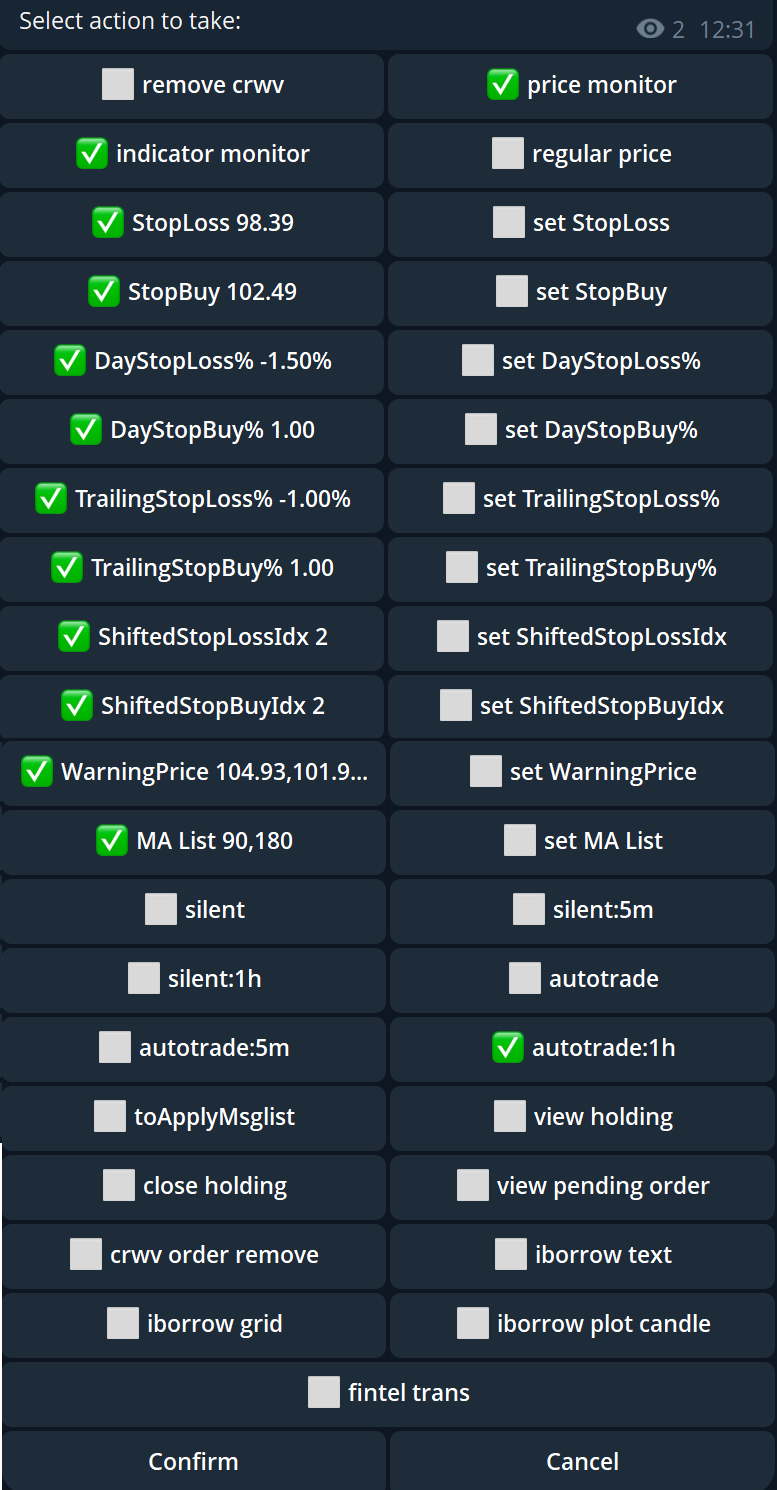 Select action to take:
2 12:31
remove crwv
price monitor
indicator monitor
regular price
StopLoss 98.39
set StopLoss
StopBuy 102.49
set StopBuy
DayStopLoss% -1.50%
set DayStopLoss%
DayStopBuy% 1.00
set DayStopBuy%
TrailingStopLoss% -1.00%
set TrailingStopLoss%
TrailingStopBuy% 1.00
set TrailingStopBuy%
ShiftedStopLossIdx 2
set ShiftedStopLossIdx
ShiftedStopBuyIdx 2
set ShiftedStopBuyIdx
WarningPrice 104.93,101.9...
set WarningPrice
MA List 90,180
set MA List
silent
silent:5m
silent:1h
autotrade
autotrade:5m
autotrade:1h
toApplyMsglist
view holding
close holding
view pending order
crwv order remove
iborrow text
iborrow grid
iborrow plot candle
fintel trans
Confirm
Cancel